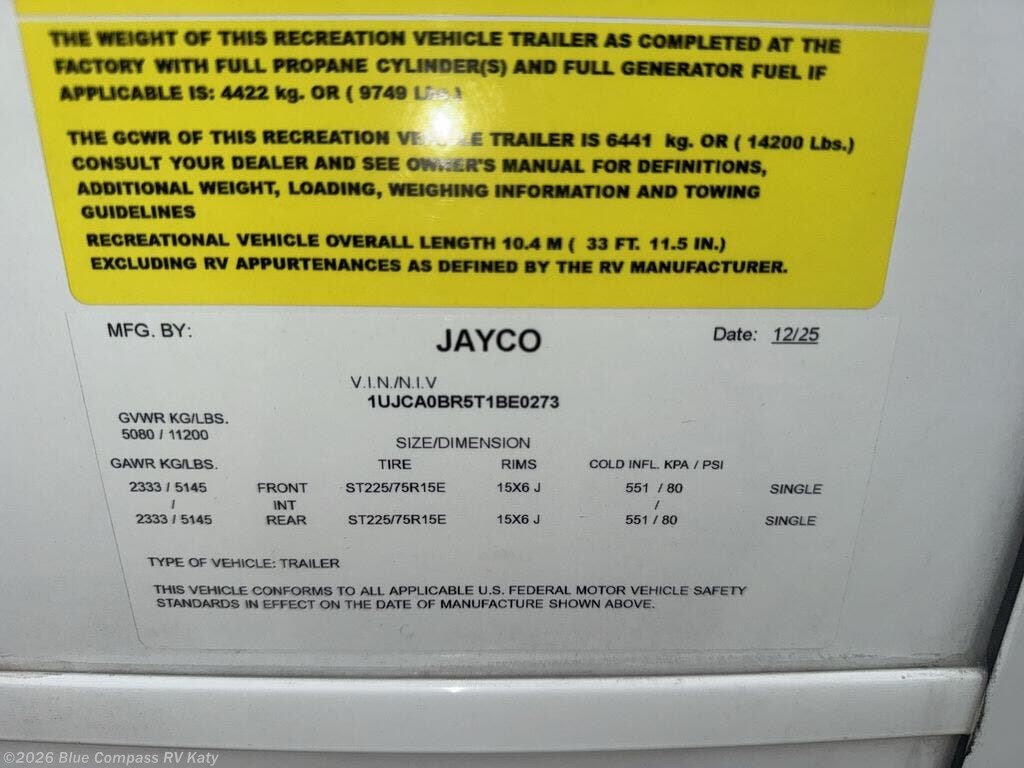 THE WEIGHT OF THIS RECREATION VEHICLE TRAILER AS COMPLETED AT THE
FACTORY WITH FULL PROPANE CYLINDER(S) AND FULL GENERATOR FUEL IF
APPLICABLE IS: 4422 kg. OR ( 9749 Lbs.)
THE GCWR OF THIS RECREATION VEHICLE TRAILER IS 6441 kg. OR ( 14200 Lbs.)
CONSULT YOUR DEALER AND SEE OWNER'S MANUAL FOR DEFINITIONS,
ADDITIONAL WEIGHT, LOADING, WEIGHING INFORMATION AND TOWING
GUIDELINES
RECREATIONAL VEHICLE OVERALL LENGTH 10.4 M ( 33 FT. 11.5 IN.)
EXCLUDING RV APPURTENANCES AS DEFINED BY THE RV MANUFACTURER.
MFG. BY: JAYCO Date: 12/25
V.I.N./N.I.V
1UJCA0BR5T1BE0273
GVWR KG/LBS.
5080 / 11200
SIZE/DIMENSION
GAWR KG/LBS. TIRE RIMS COLD INFL. KPA / PSI
2333 / 5145 FRONT ST225/75R15E 15X6 J 551 / 80 SINGLE
/ INT /
2333 / 5145 REAR ST225/75R15E 15X6 J 551 / 80 SINGLE
TYPE OF VEHICLE: TRAILER
THIS VEHICLE CONFORMS TO ALL APPLICABLE U.S. FEDERAL MOTOR VEHICLE SAFETY
STANDARDS IN EFFECT ON THE DATE OF MANUFACTURE SHOWN ABOVE.
©2026 Blue Compass RV Katy